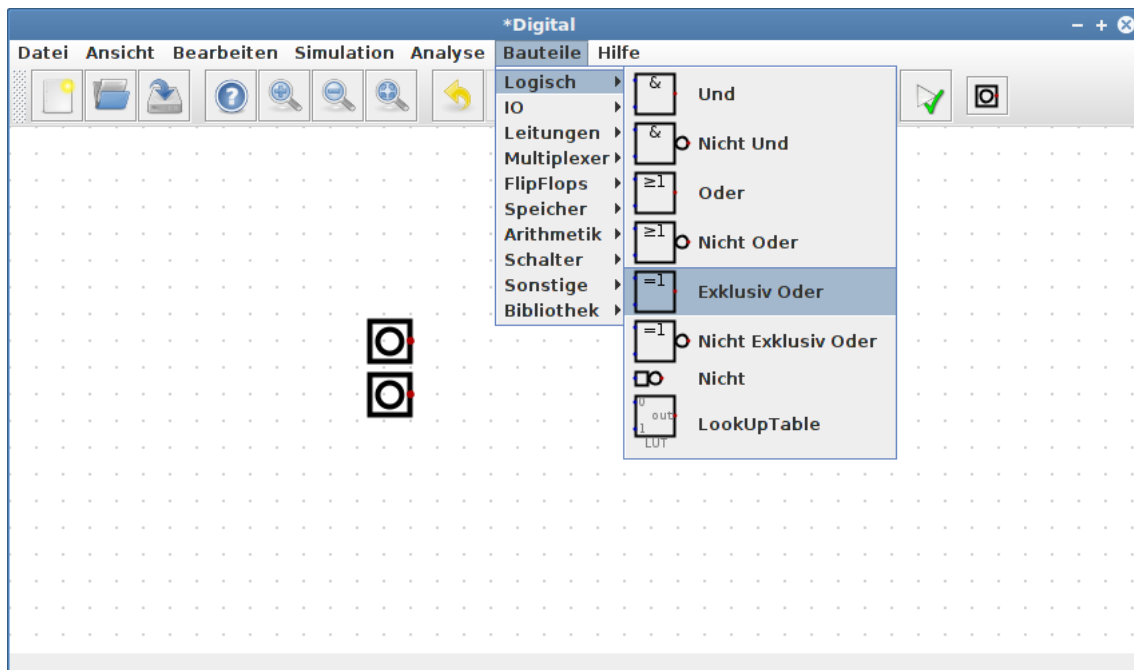 *Digital
Datei Ansicht Bearbeiten Simulation Analyse Bauteile Hilfe
Logisch
IO
Leitungen
Multiplexer
FlipFlops
Speicher
Arithmetik
Schalter
Sonstige
Bibliothek
& Und
& Nicht Und
≥1 Oder
≥1 Nicht Oder
=1 Exklusiv Oder
=1 Nicht Exklusiv Oder
Nicht
0 out
1
LUT
LookUpTable